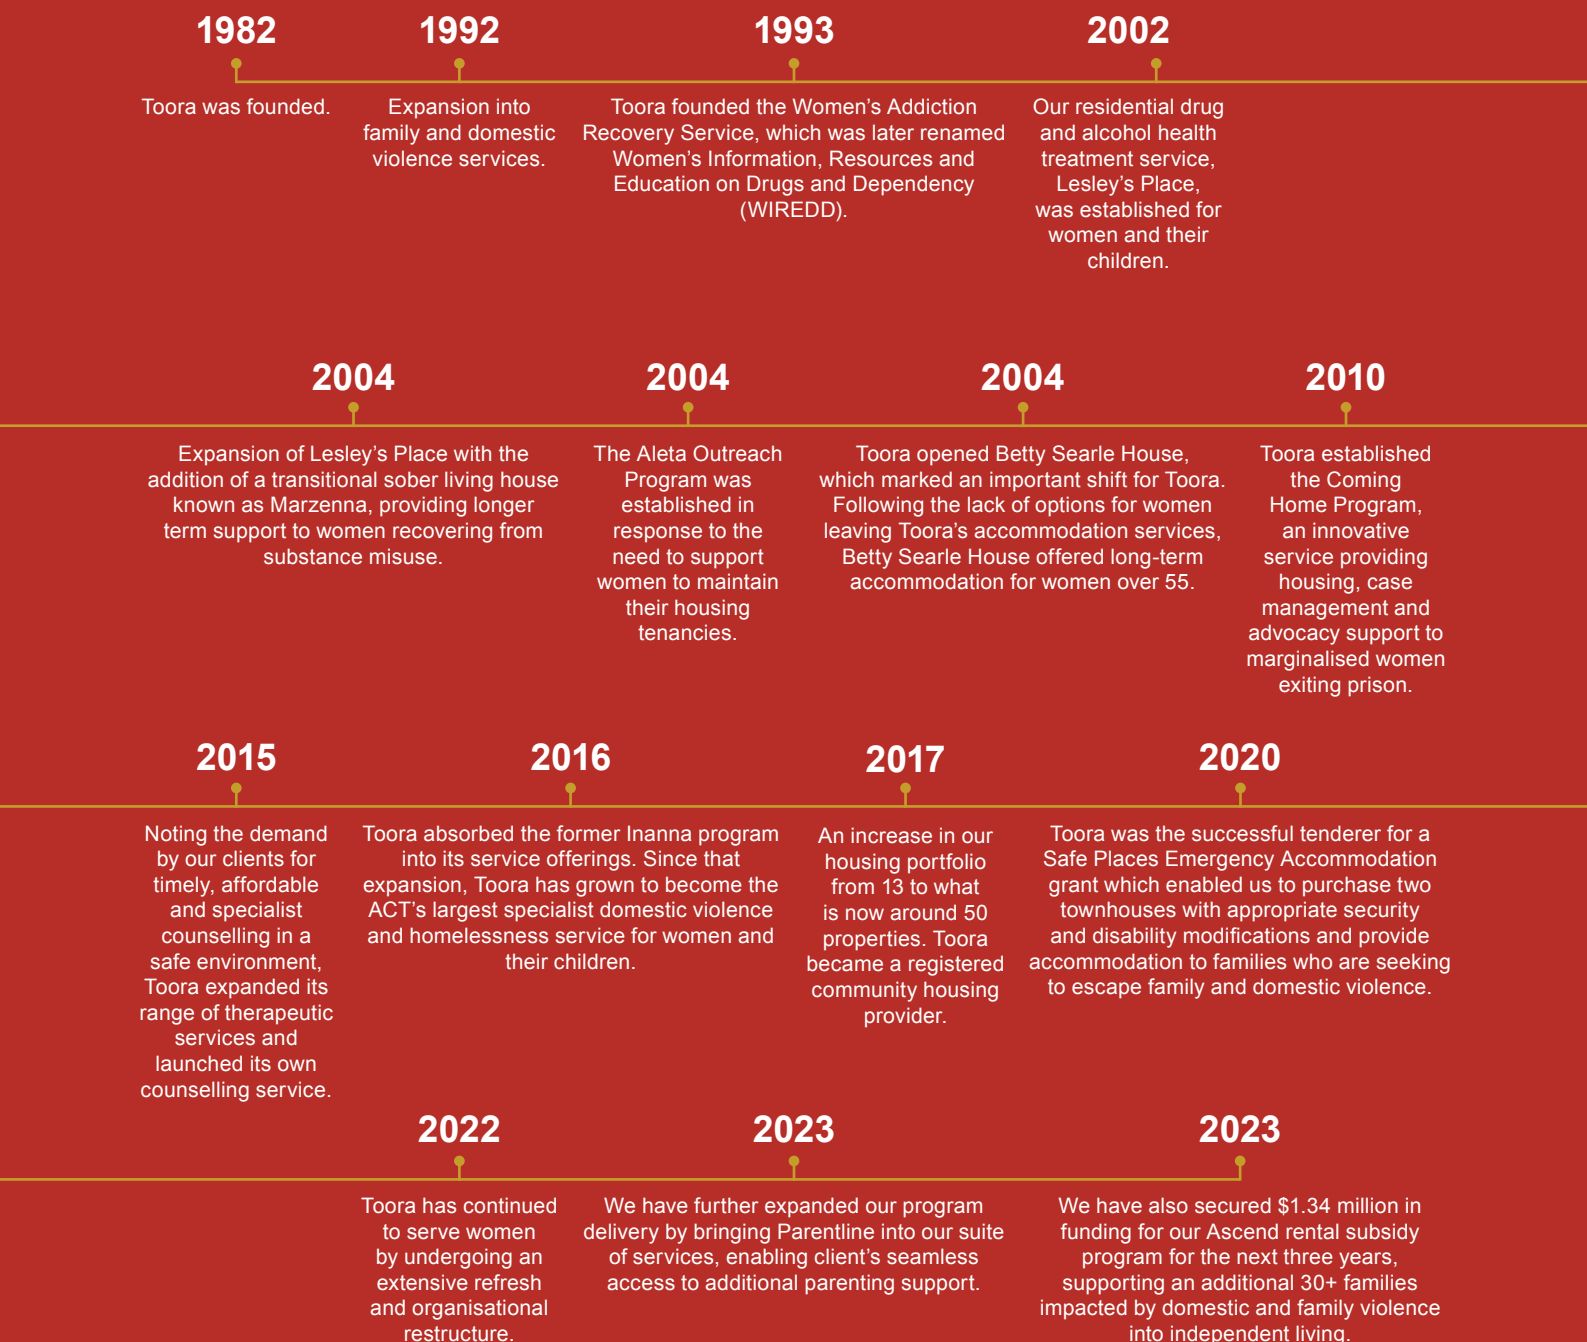 1982
Toora was founded.
1992
Expansion into
family and domestic
violence services.
1993
Toora founded the Women’s Addiction
Recovery Service, which was later renamed
Women’s Information, Resources and
Education on Drugs and Dependency
(WIREDD).
2002
Our residential drug
and alcohol health
treatment service,
Lesley’s Place,
was established for
women and their
children.
2004
Expansion of Lesley’s Place with the
addition of a transitional sober living house
known as Marzenna, providing longer
term support to women recovering from
substance misuse.
2004
The Aleta Outreach
Program was
established in
response to the
need to support
women to maintain
their housing
tenancies.
2004
Toora opened Betty Searle House,
which marked an important shift for Toora.
Following the lack of options for women
leaving Toora’s accommodation services,
Betty Searle House offered long-term
accommodation for women over 55.
2010
Toora established
the Coming
Home Program,
an innovative
service providing
housing, case
management and
advocacy support to
marginalised women
exiting prison.
2015
Noting the demand
by our clients for
timely, affordable
and specialist
counselling in a
safe environment,
Toora expanded its
range of therapeutic
services and
launched its own
counselling service.
2016
Toora absorbed the former Inanna program
into its service offerings. Since that
expansion, Toora has grown to become the
ACT’s largest specialist domestic violence
and homelessness service for women and
their children.
2017
An increase in our
housing portfolio
from 13 to what
is now around 50
properties. Toora
became a registered
community housing
provider.
2020
Toora was the successful tenderer for a
Safe Places Emergency Accommodation
grant which enabled us to purchase two
townhouses with appropriate security
and disability modifications and provide
accommodation to families who are seeking
to escape family and domestic violence.
2022
Toora has continued
to serve women
by undergoing an
extensive refresh
and organisational
restructure.
2023
We have further expanded our program
delivery by bringing Parentline into our suite
of services, enabling client’s seamless
access to additional parenting support.
2023
We have also secured $1.34 million in
funding for our Ascend rental subsidy
program for the next three years,
supporting an additional 30+ families
impacted by domestic and family violence
into independent living.